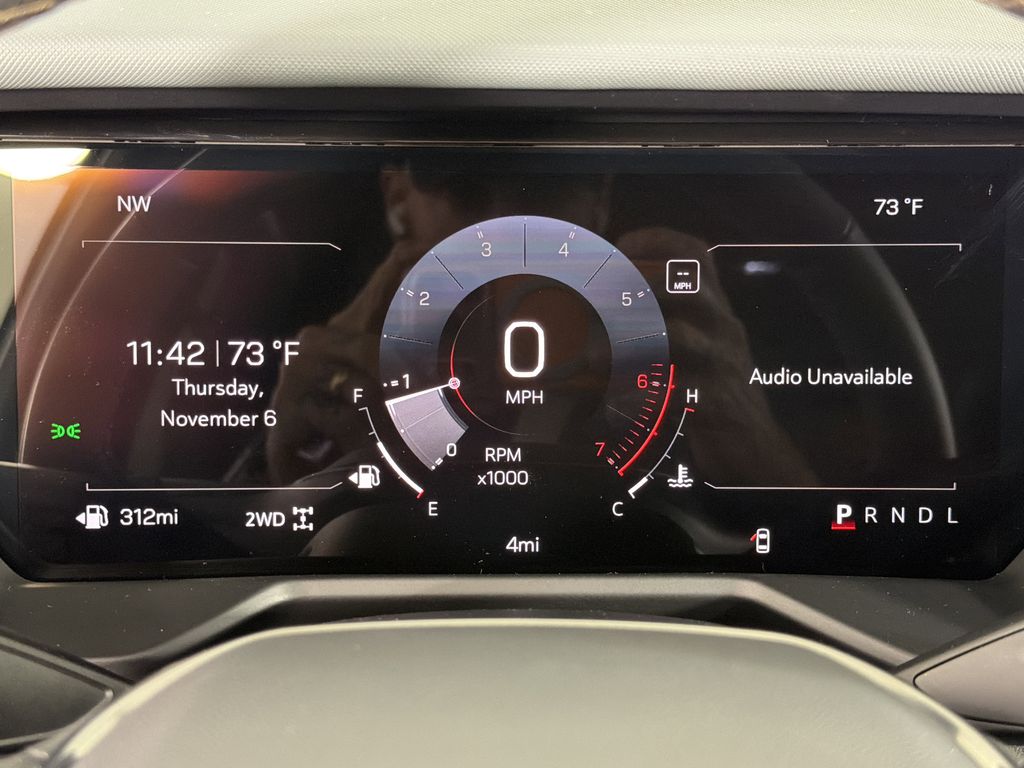 NW
73 °F
3
4
2
5
--
MPH
11:42 | 73 °F
Thursday,
November 6
0
MPH
Audio Unavailable
1
6
F
H
0
7
RPM
x1000
E
C
312mi
2WD
4mi
P R N D L